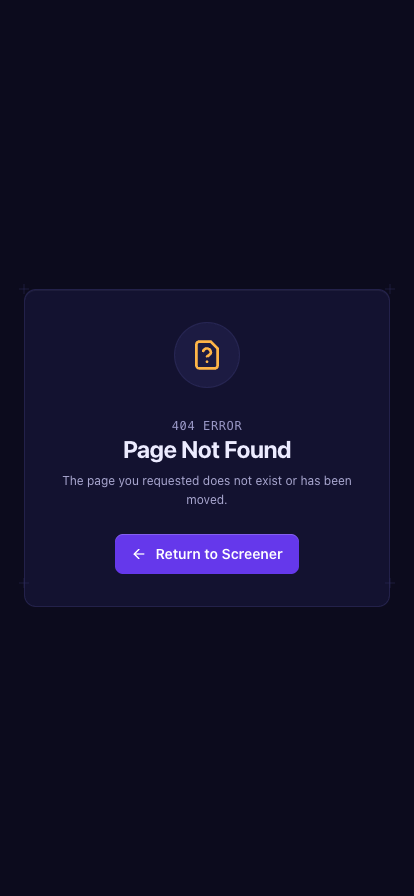 404 ERROR
Page Not Found
The page you requested does not exist or has been
moved.
Return to Screener